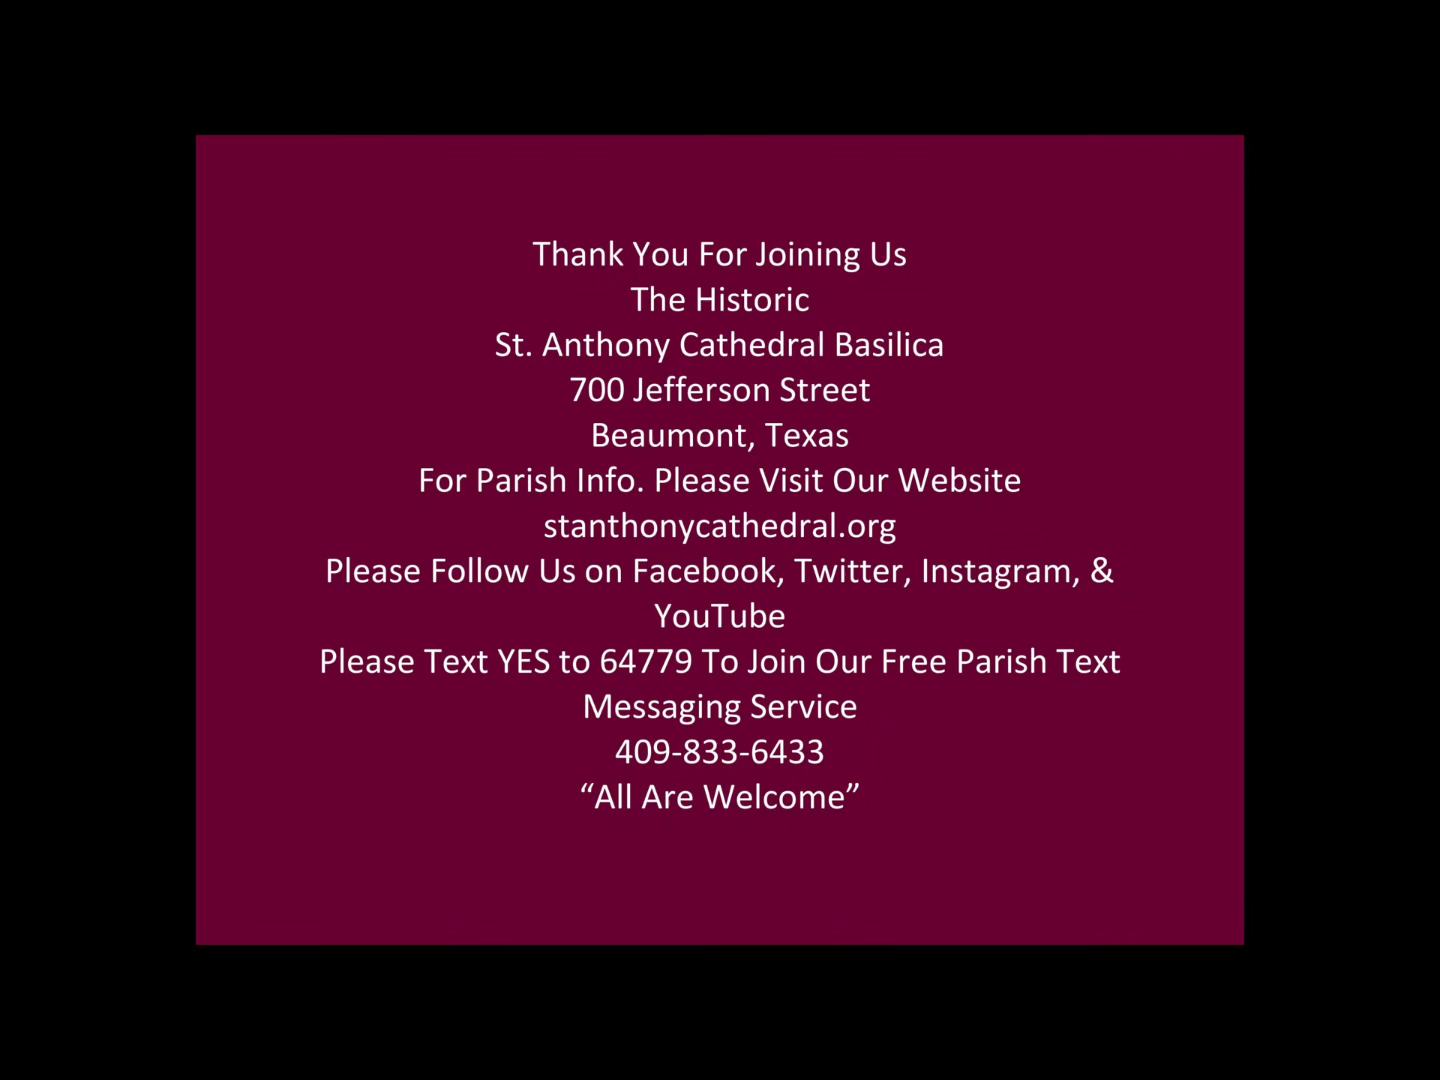 Thank You For Joining Us
The Historic
St. Anthony Cathedral Basilica
700 Jefferson Street
Beaumont, Texas
For Parish Info. Please Visit Our Website
stanthonycathedral.org
Please Follow Us on Facebook, Twitter, Instagram, &
YouTube
Please Text YES to 64779 To Join Our Free Parish Text
Messaging Service
409-833-6433
“All Are Welcome”